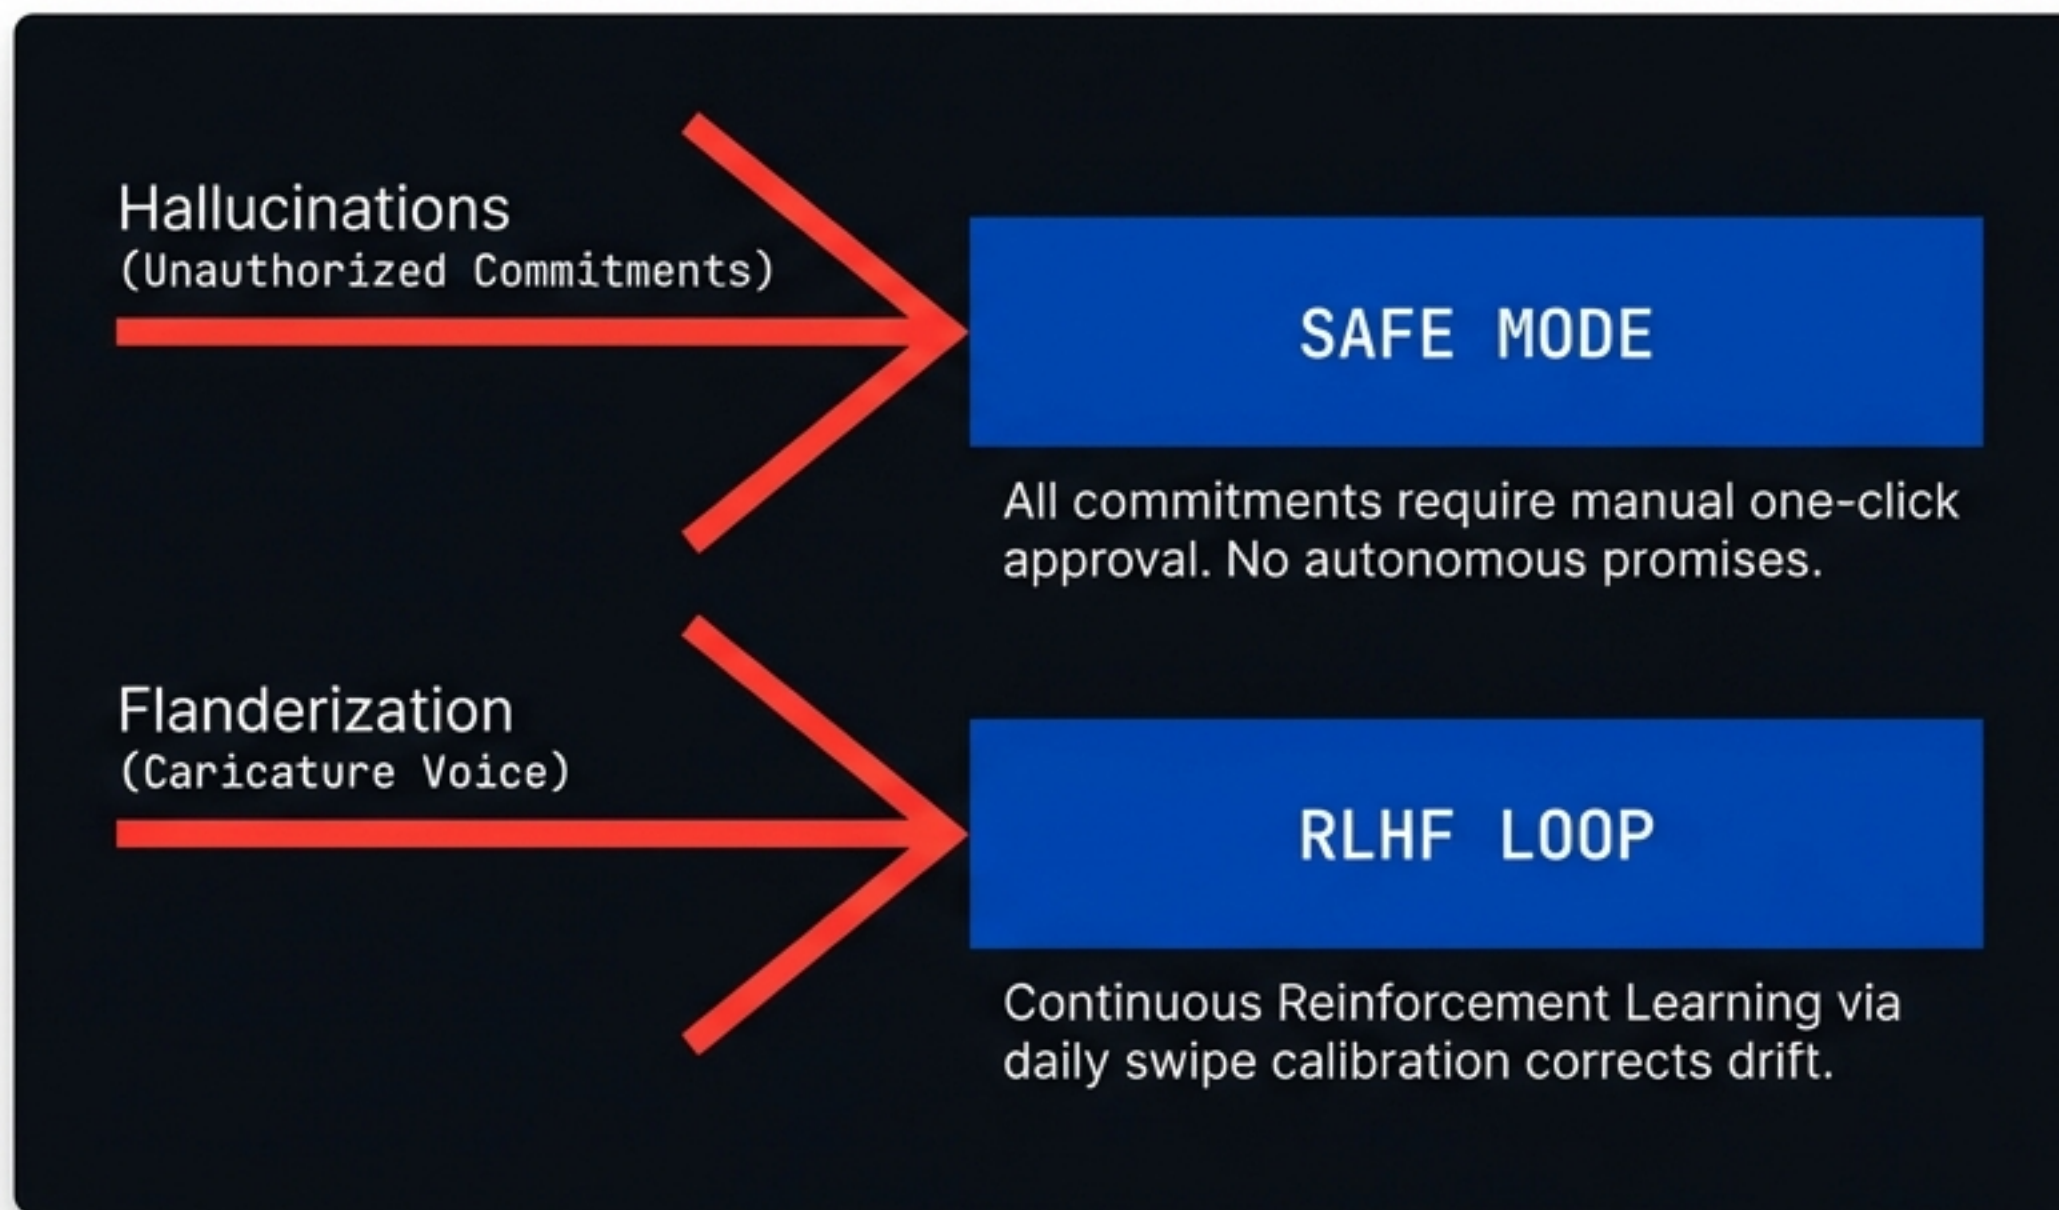 Hallucinations
(Unauthorized Commitments)
SAFE MODE
All commitments require manual one-click
approval. No autonomous promises.
Flanderization
(Caricature Voice)
RLHF LOOP
Continuous Reinforcement Learning via
daily swipe calibration corrects drift.